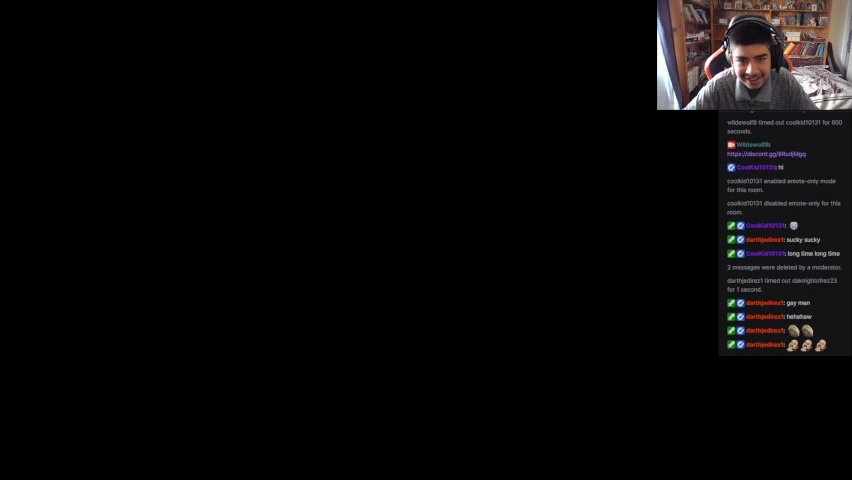 wildewolf8 timed out coolkid10131 for 600
seconds.
Wildewolf8:
https://discord.gg/8RudjMgq
CoolKid10131: hi
coolkid10131 enabled emote-only mode
for this room.
coolkid10131 disabled emote-only for this
room.
CoolKid10131:
darthjedirez1: sucky sucky
CoolKid10131: long time long time
2 messages were deleted by a moderator.
darthjedirez1 timed out daknightofrez23
for 1 second.
darthjedirez1: gay men
darthjedirez1: hehehaw
darthjedirez1:
darthjedirez1: